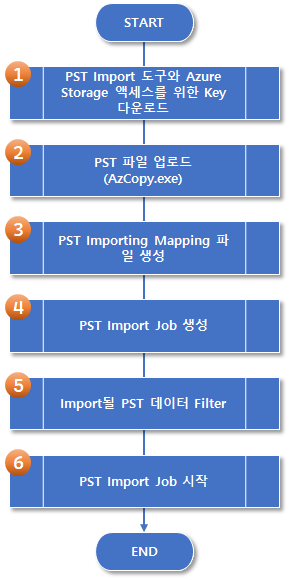 START
1
PST Import 도구와 Azure
Storage 액세스를 위한 Key
다운로드
2
PST 파일 업로드
(AzCopy.exe)
3
PST Importing Mapping 파
일 생성
4
PST Import Job 생성
5
Import될 PST 데이터 Filter
6
PST Import Job 시작
END